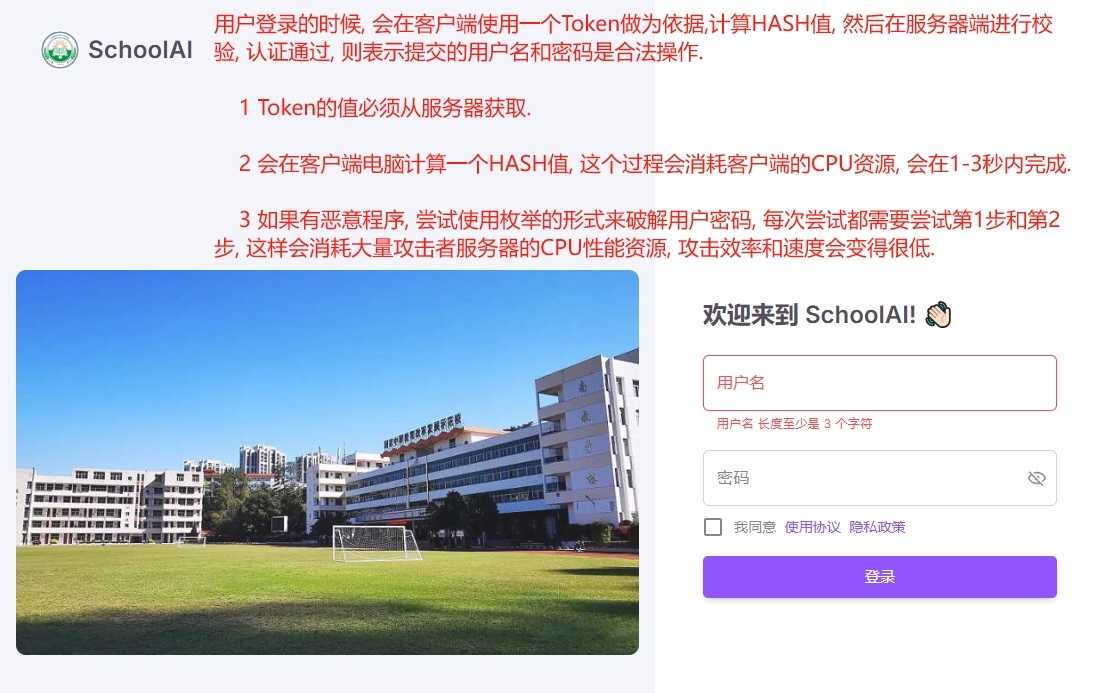 SchoolAI
用户登录的时候, 会在客户端使用一个Token做为依据,计算HASH值, 然后在服务器端进行校
验, 认证通过, 则表示提交的用户名和密码是合法操作.
1 Token的值必须从服务器获取.
2 会在客户端电脑计算一个HASH值, 这个过程会消耗客户端的CPU资源, 会在1-3秒内完成.
3 如果有恶意程序, 尝试使用枚举的形式来破解用户密码, 每次尝试都需要尝试第1步和第2
步, 这样会消耗大量攻击者服务器的CPU性能资源, 攻击效率和速度会变得很低.
欢迎来到 SchoolAI!
用户名
用户名 长度至少是 3 个字符
密码
我同意 使用协议 隐私政策
登录